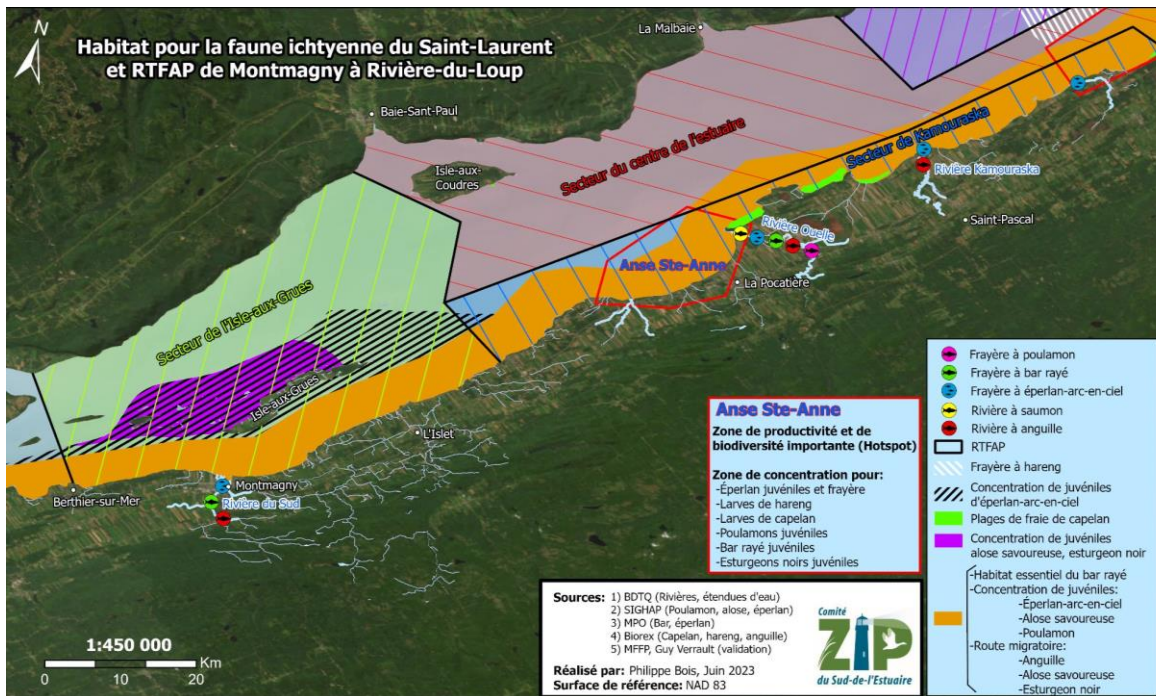 N
Habitat pour la faune ichtyenne du Saint-Laurent
et RTFAP de Montmagny à Rivière-du-Loup
La Malbaie
Baie-Saint-Paul
Isle-aux-
Coudres
Secteur du centre de l'estuaire
Secteur de Kamouraska
Rivière Kamouraska
Saint-Pascal
Rivière Ouelle
Anse Ste-Anne
La Pocatière
Secteur de l'Isle-aux-Grues
Isle-aux-Grues
L'Islet
Berthier-sur-Mer
Montmagny
Rivière du Sud
Anse Ste-Anne
Zone de productivité et de
biodiversité importante (Hotspot)
Zone de concentration pour:
-Éperlan juvéniles et frayère
-Larves de hareng
-Larves de capelan
-Poulamons juvéniles
-Bar rayé juvéniles
-Esturgeons noirs juvéniles
Frayère à poulamon
Frayère à bar rayé
Frayère à éperlan-arc-en-ciel
Rivière à saumon
Rivière à anguille
RTFAP
Frayère à hareng
Concentration de juvéniles
d'éperlan-arc-en-ciel
Plages de fraie de capelan
Concentration de juvéniles
alose savoureuse, esturgeon noir
-Habitat essentiel du bar rayé
-Concentration de juvéniles:
-Éperlan-arc-en-ciel
-Alose savoureuse
-Poulamon
-Route migratoire:
-Anguille
-Alose savoureuse
-Esturgeon noir
Sources: 1) BDTQ (Rivières, étendues d'eau)
2) SIGHAP (Poulamon, alose, éperlan)
3) MPO (Bar, éperlan)
4) Biorex (Capelan, hareng, anguille)
5) MFFP, Guy Verrault (validation)
Réalisé par: Philippe Bois, Juin 2023
Surface de référence: NAD 83
Comité
ZIP
du Sud-de-l'Estuaire
1:450 000
0 10 20 Km